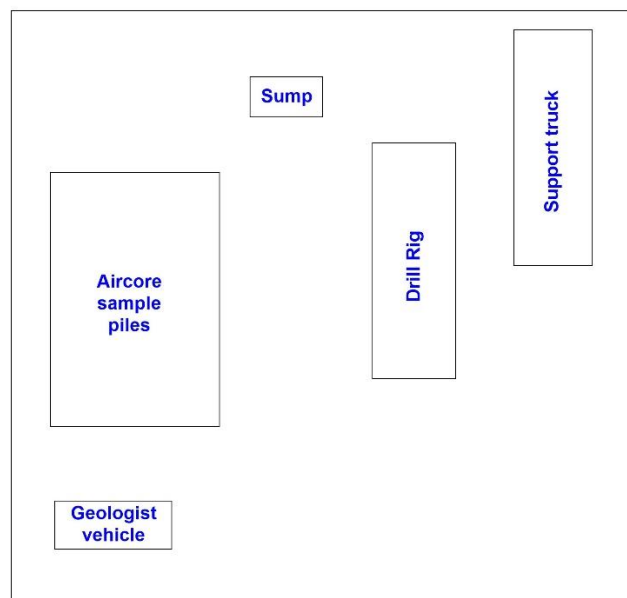 Sump
Support truck
Drill Rig
Aircore
sample
piles
Geologist
vehicle